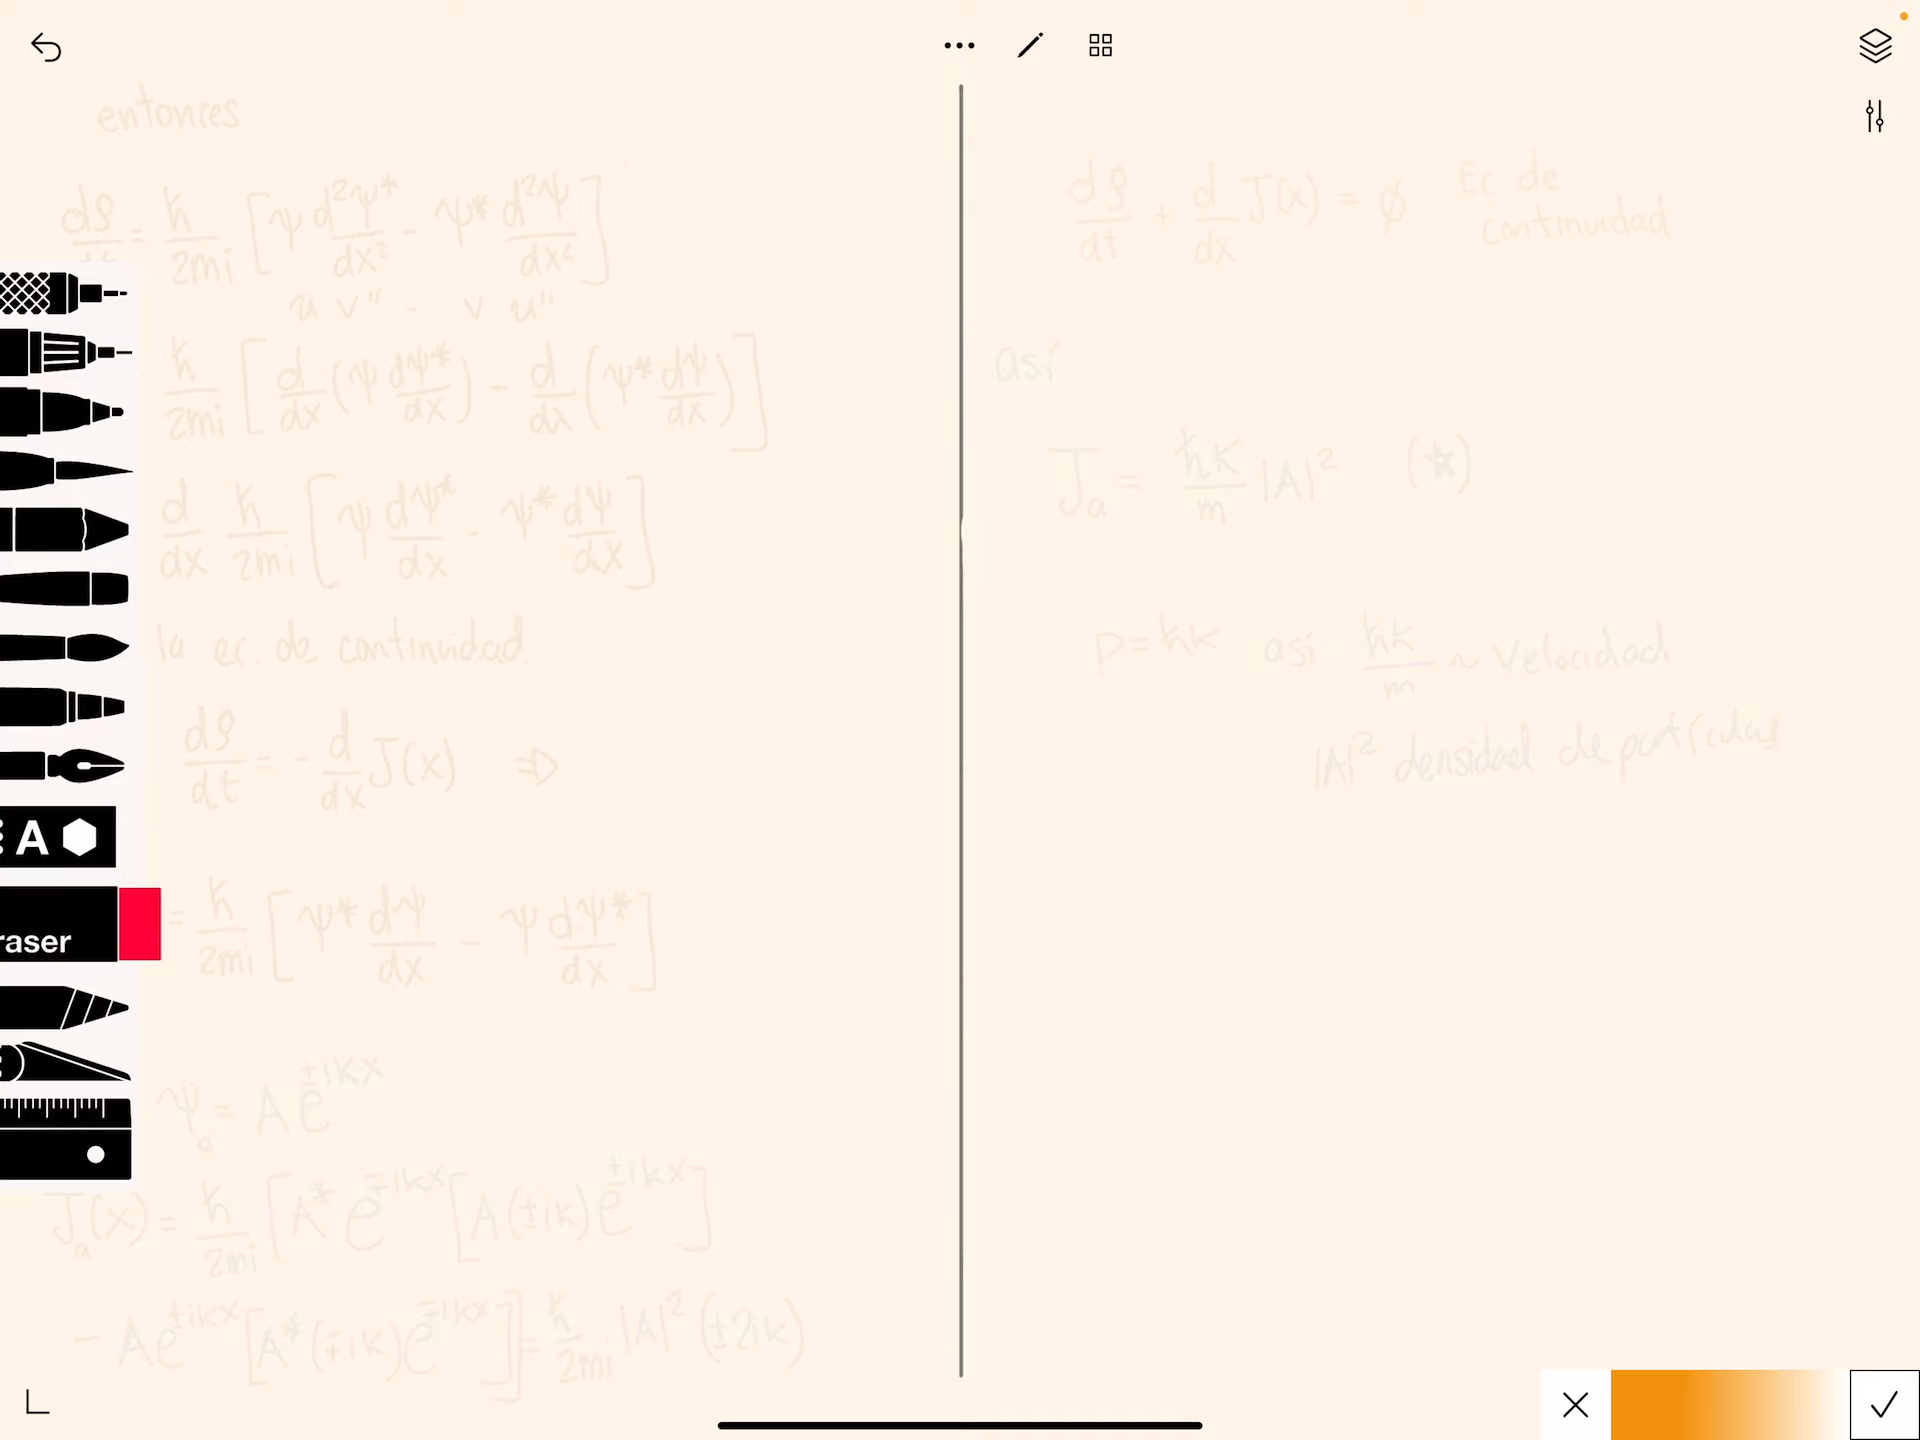 entonces
dρ/dt = ħ/2mi [ψ d²ψ*/dx² - ψ* d²ψ/dx²]
u v'' - v u''
ħ/2mi [d/dx (ψ dψ*/dx) - d/dx (ψ* dψ/dx)]
d/dx ħ/2mi [ψ dψ*/dx - ψ* dψ/dx]
la ec. de continuidad.
dρ/dt = - d/dx J(x) ⇒
= ħ/2mi [ψ* dψ/dx - ψ dψ*/dx]
ψₐ = A e^±ikx
Jₐ(x) = ħ/2mi [A* e^∓ikx [A(±ik) e^±ikx]
- A e^±ikx [A*(∓ik) e^∓ikx]] = ħ/2mi |A|² (±2ik)
dρ/dt + d/dx J(x) = ∅ Ec de
continuidad
así
Jₐ = ħk/m |A|² (☆)
P = ħk asi ħk/m ~ Velocidad
|A|² densidad de partículas
A
raser